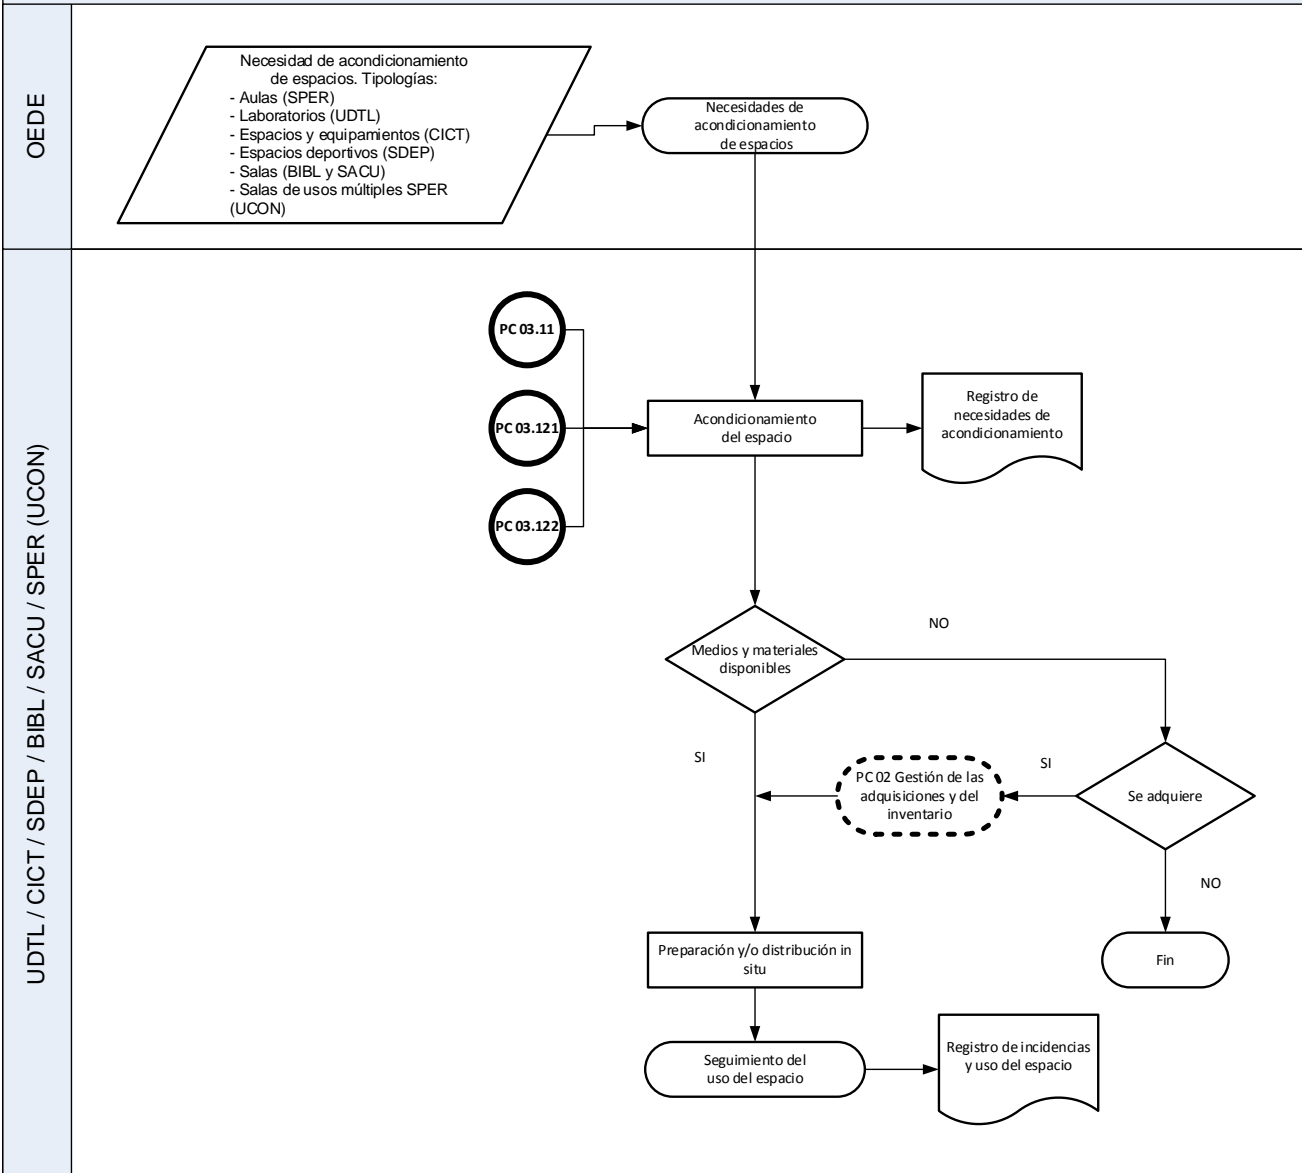 OEDE
Necesidad de acondicionamiento
de espacios. Tipologías:
- Aulas (SPER)
- Laboratorios (UDTL)
- Espacios y equipamientos (CICT)
- Espacios deportivos (SDEP)
- Salas (BIBL y SACU)
- Salas de usos múltiples SPER
(UCON)
Necesidades de
acondicionamiento
de espacios
UDTL / CICT / SDEP / BIBL / SACU / SPER (UCON)
PC 03.11
PC 03.121
PC 03.122
Acondicionamiento
del espacio
Registro de
necesidades de
acondicionamiento
Medios y materiales
disponibles
NO
SI
PC 02 Gestión de las
adquisiciones y del
inventario
SI
Se adquiere
NO
Fin
Preparación y/o distribución in
situ
Seguimiento del
uso del espacio
Registro de incidencias
y uso del espacio